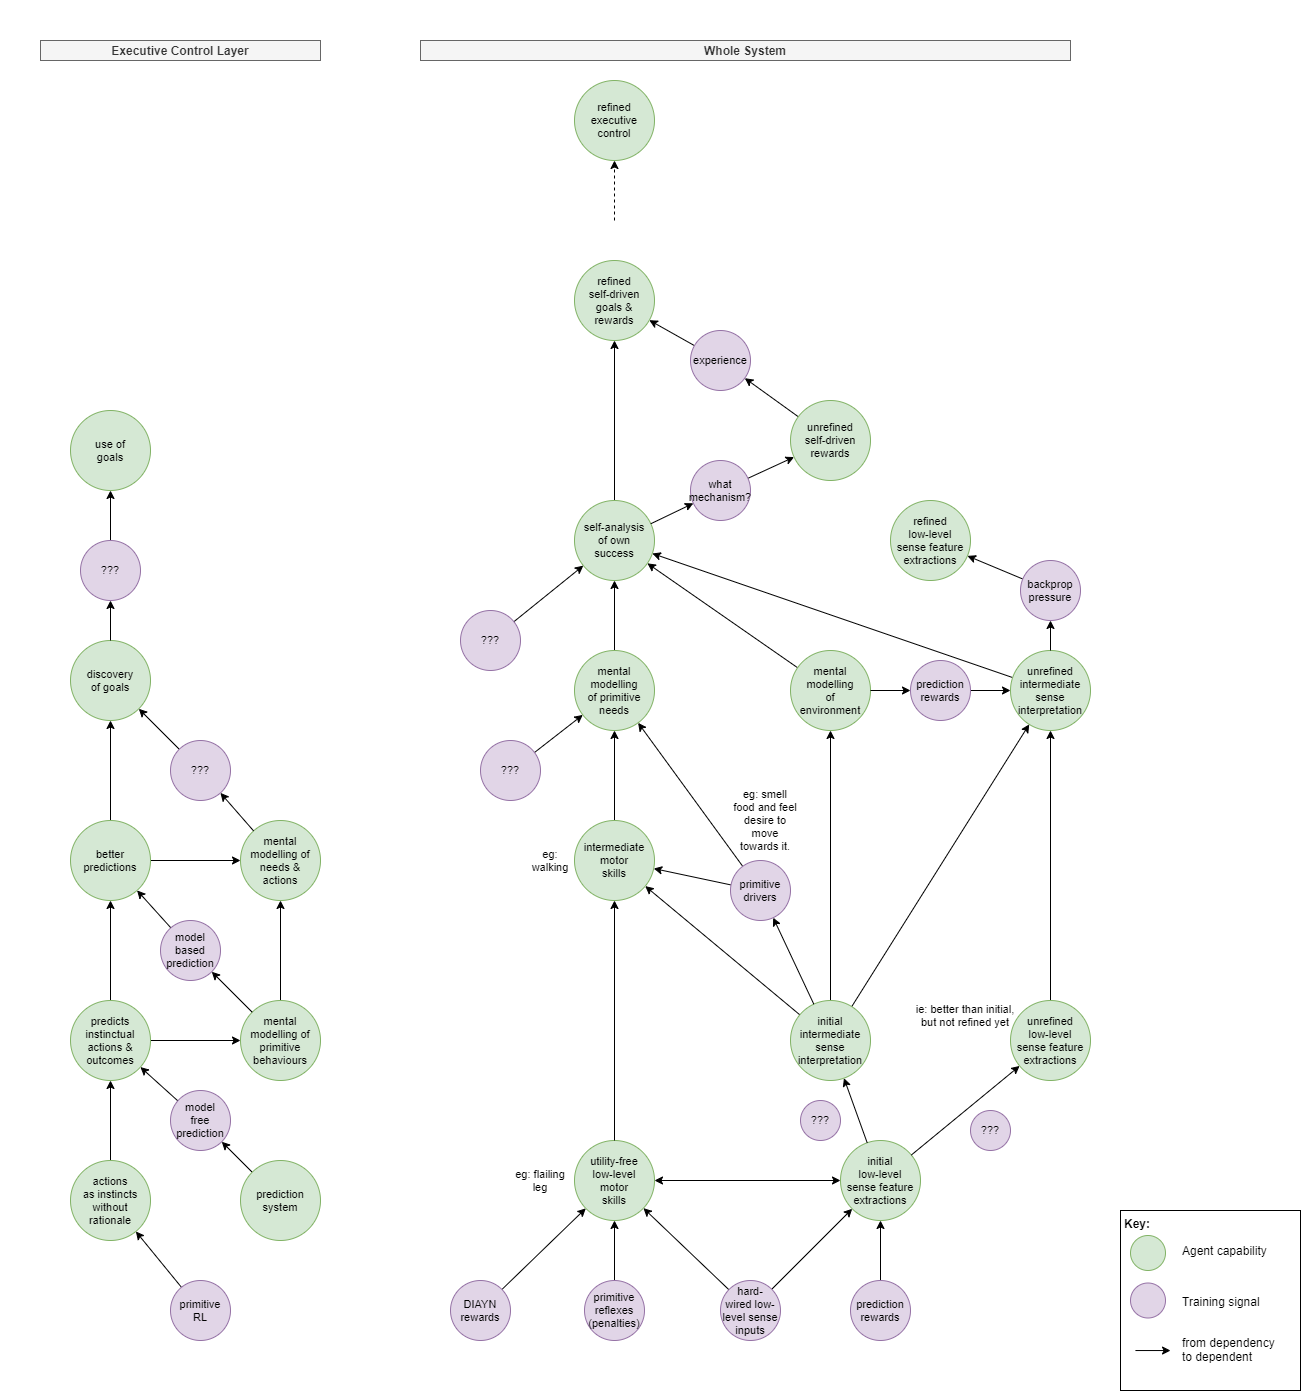 Executive Control Layer
Whole System
refined
executive
control
refined
self-driven
goals &
rewards
experience
unrefined
self-driven
rewards
what
mechanism?
self-analysis
of own
success
refined
low-level
sense feature
extractions
backprop
pressure
use of
goals
???
???
discovery
of goals
mental
modelling
of primitive
needs
mental
modelling
of
environment
prediction
rewards
unrefined
intermediate
sense
interpretation
???
???
eg: smell
food and feel
desire to
move
towards it.
better
predictions
mental
modelling of
needs &
actions
eg:
walking
intermediate
motor
skills
primitive
drivers
model
based
prediction
predicts
instinctual
actions &
outcomes
mental
modelling of
primitive
behaviours
initial
intermediate
sense
interpretation
ie: better than initial,
but not refined yet
unrefined
low-level
sense feature
extractions
model
free
prediction
???
???
actions
as instincts
without
rationale
prediction
system
eg: flailing
leg
utility-free
low-level
motor
skills
initial
low-level
sense feature
extractions
primitive
RL
DIAYN
rewards
primitive
reflexes
(penalties)
hard-
wired low-
level sense
inputs
prediction
rewards
Key:
Agent capability
Training signal
from dependency
to dependent